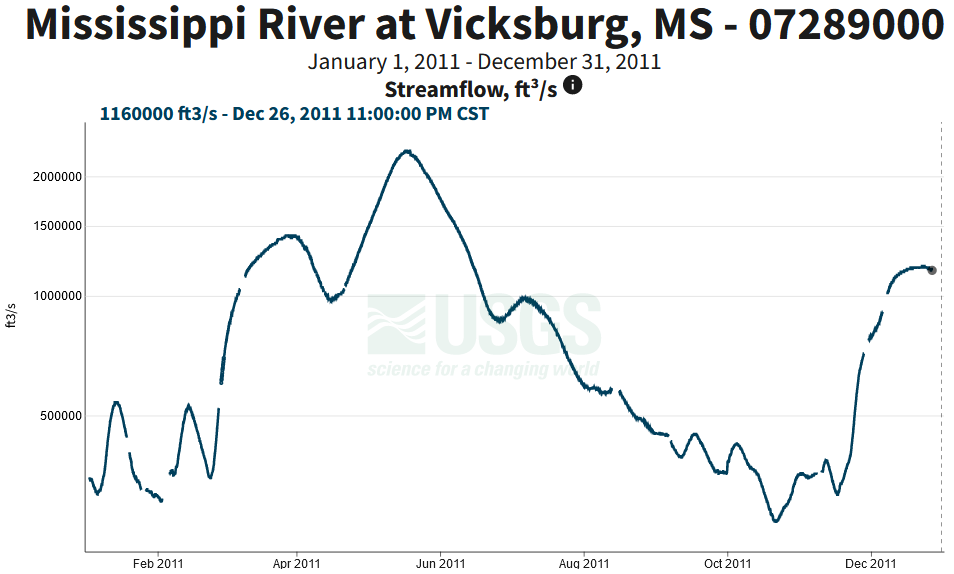 Mississippi River at Vicksburg, MS - 07289000
January 1, 2011 - December 31, 2011
Streamflow, ft³/s i
1160000 ft3/s - Dec 26, 2011 11:00:00 PM CST
2000000
1500000
1000000
500000
ft3/s
USGS
science for a changing world
Feb 2011 Apr 2011 Jun 2011 Aug 2011 Oct 2011 Dec 2011